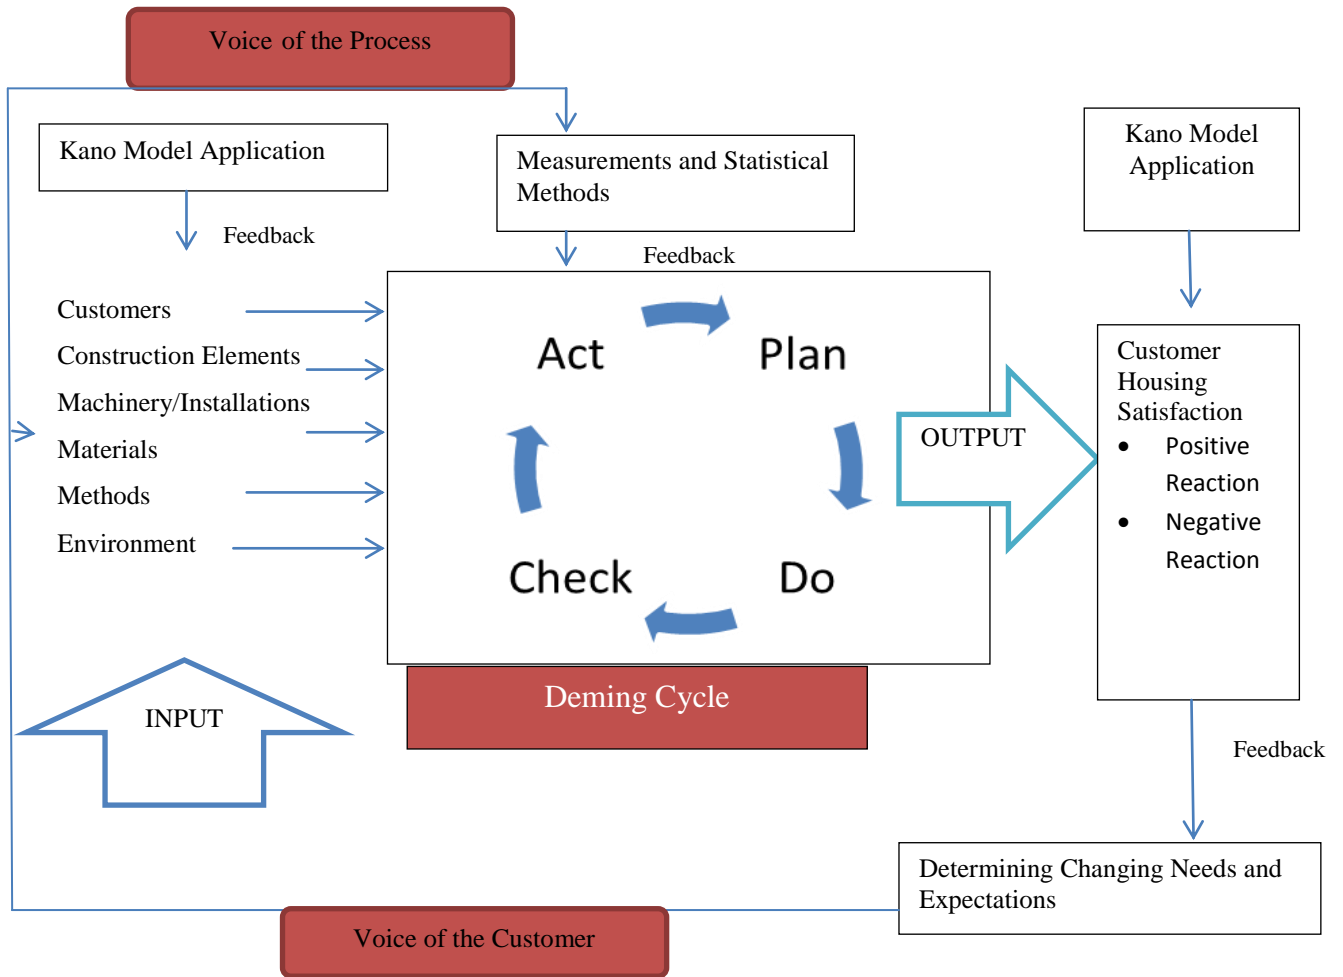 Voice of the Process
Kano Model Application
Measurements and Statistical
Methods
Kano Model
Application
Feedback
Feedback
Customers
Construction Elements
Machinery/Installations
Materials
Methods
Environment
Act
Plan
Check
Do
OUTPUT
Customer
Housing
Satisfaction
• Positive
Reaction
• Negative
Reaction
INPUT
Deming Cycle
Feedback
Determining Changing Needs and
Expectations
Voice of the Customer